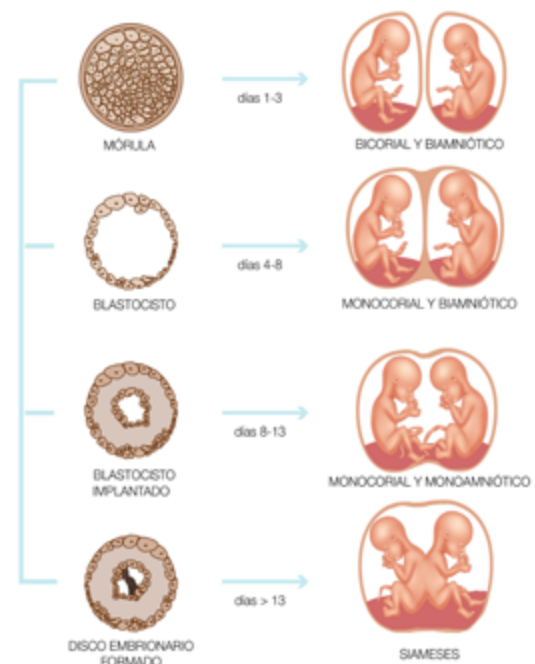 MÓRULA
días 1-3
BICORIAL Y BIAMNIÓTICO
BLASTOCISTO
días 4-8
MONOCORIAL Y BIAMNIÓTICO
BLASTOCISTO
IMPLANTADO
días 8-13
MONOCORIAL Y MONOAMNIÓTICO
DISCO EMBRIONARIO
FORMADO
días > 13
SIAMESES